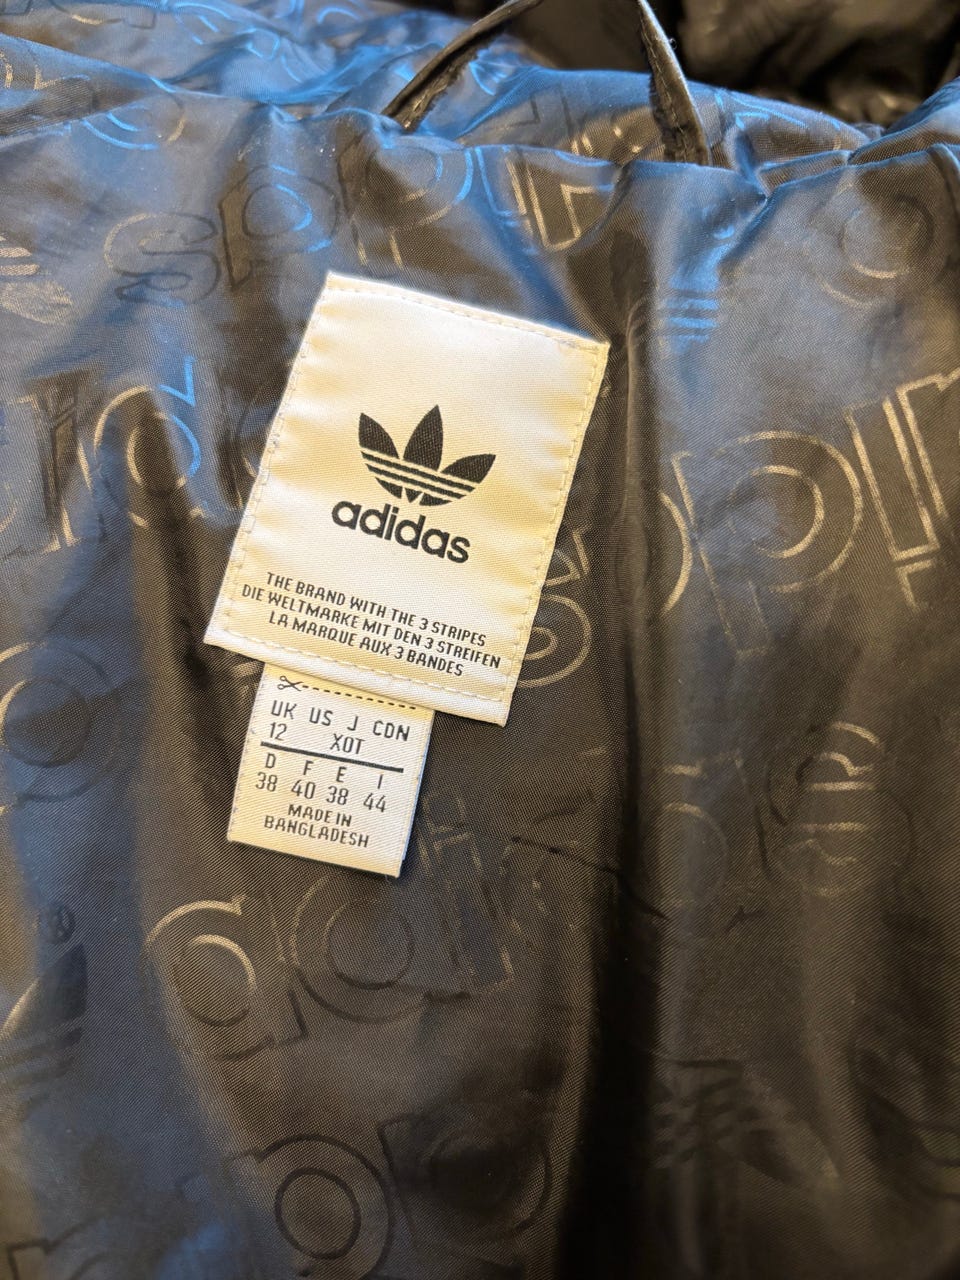 adidas
THE BRAND WITH THE 3 STRIPES
DIE WELTMARKE MIT DEN 3 STREIFEN
LA MARQUE AUX 3 BANDES
UK US J CDN
12 XOT
D F E I
38 40 38 44
MADE IN
BANGLADESH
adidas